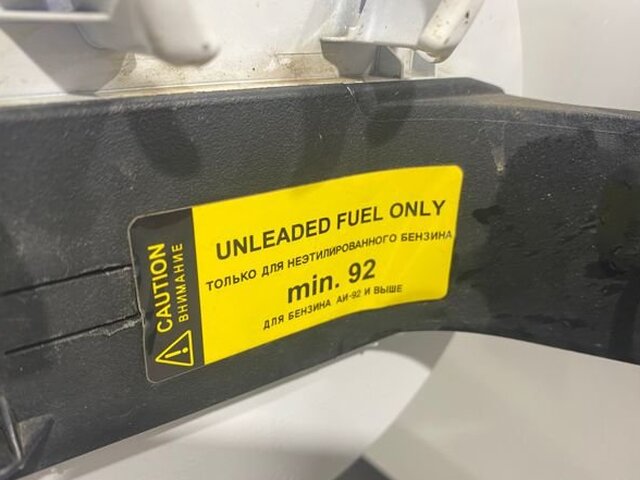 CAUTION
ВНИМАНИЕ
UNLEADED FUEL ONLY
ТОЛЬКО ДЛЯ НЕЭТИЛИРОВАННОГО БЕНЗИНА
min. 92
ДЛЯ БЕНЗИНА АИ-92 И ВЫШЕ